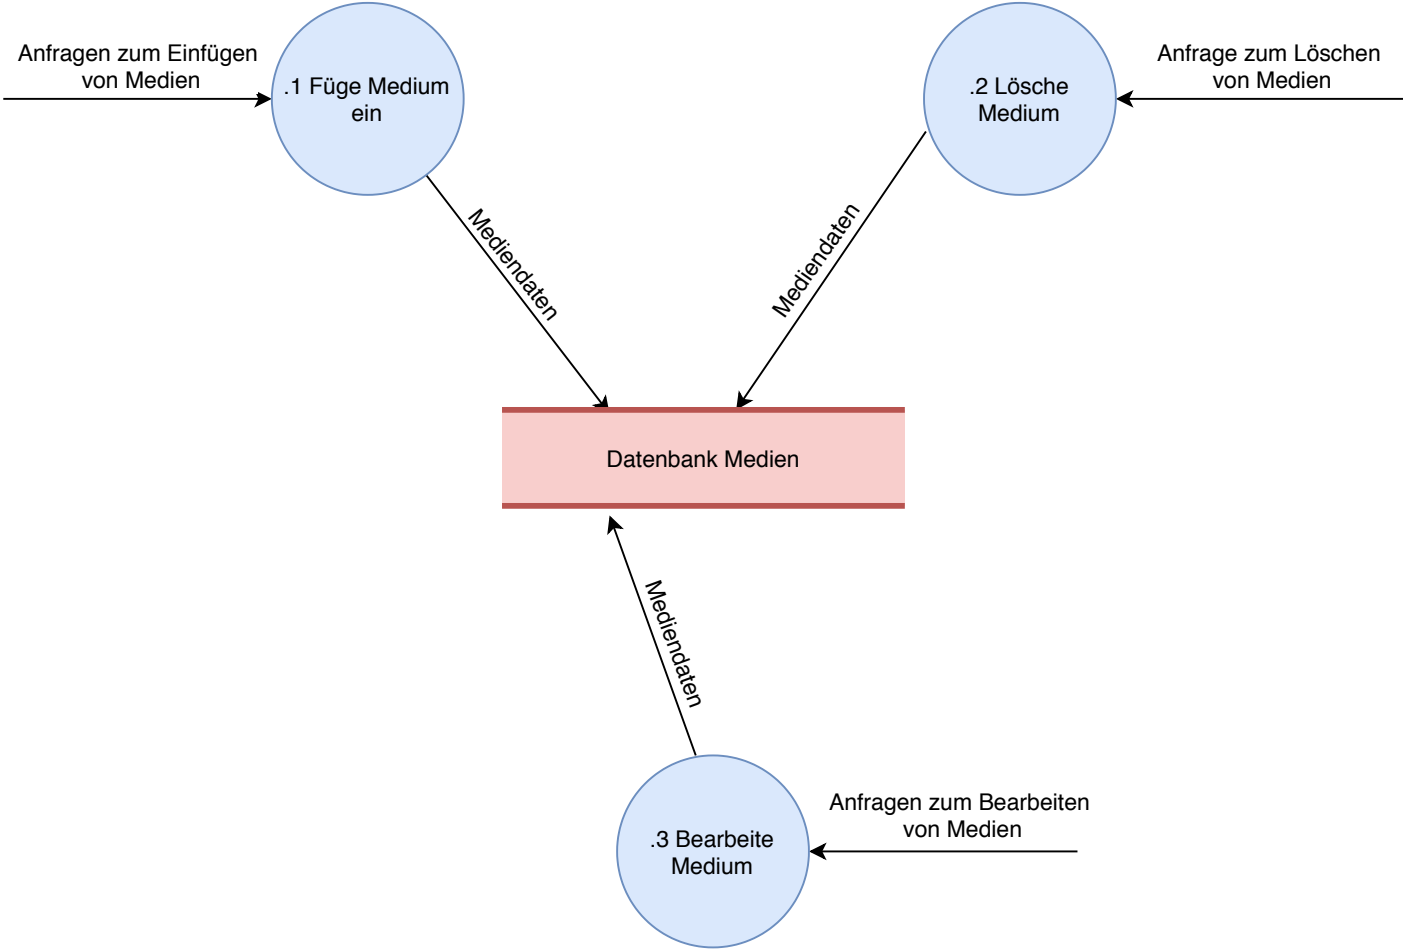 Anfragen zum Einfügen
von Medien
.1 Füge Medium
ein
.2 Lösche
Medium
Anfrage zum Löschen
von Medien
Mediendaten
Mediendaten
Datenbank Medien
Mediendaten
.3 Bearbeite
Medium
Anfragen zum Bearbeiten
von Medien